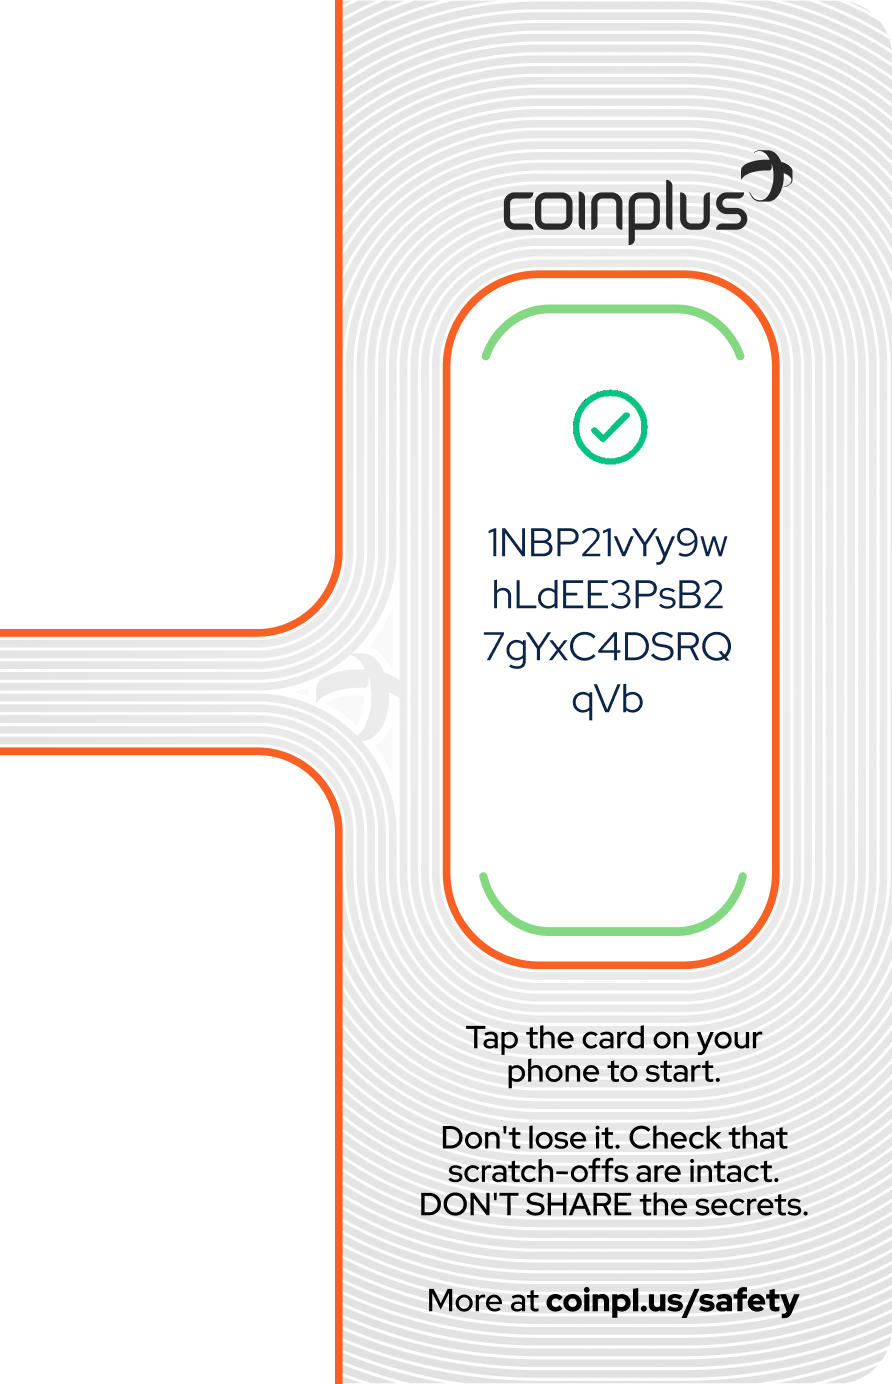 coinplus
1NBP21vYy9w
hLdEE3PsB2
7gYxC4DSRQ
qVb
Tap the card on your
phone to start.
Don't lose it. Check that
scratch-offs are intact.
DON'T SHARE the secrets.
More at coinpl.us/safety